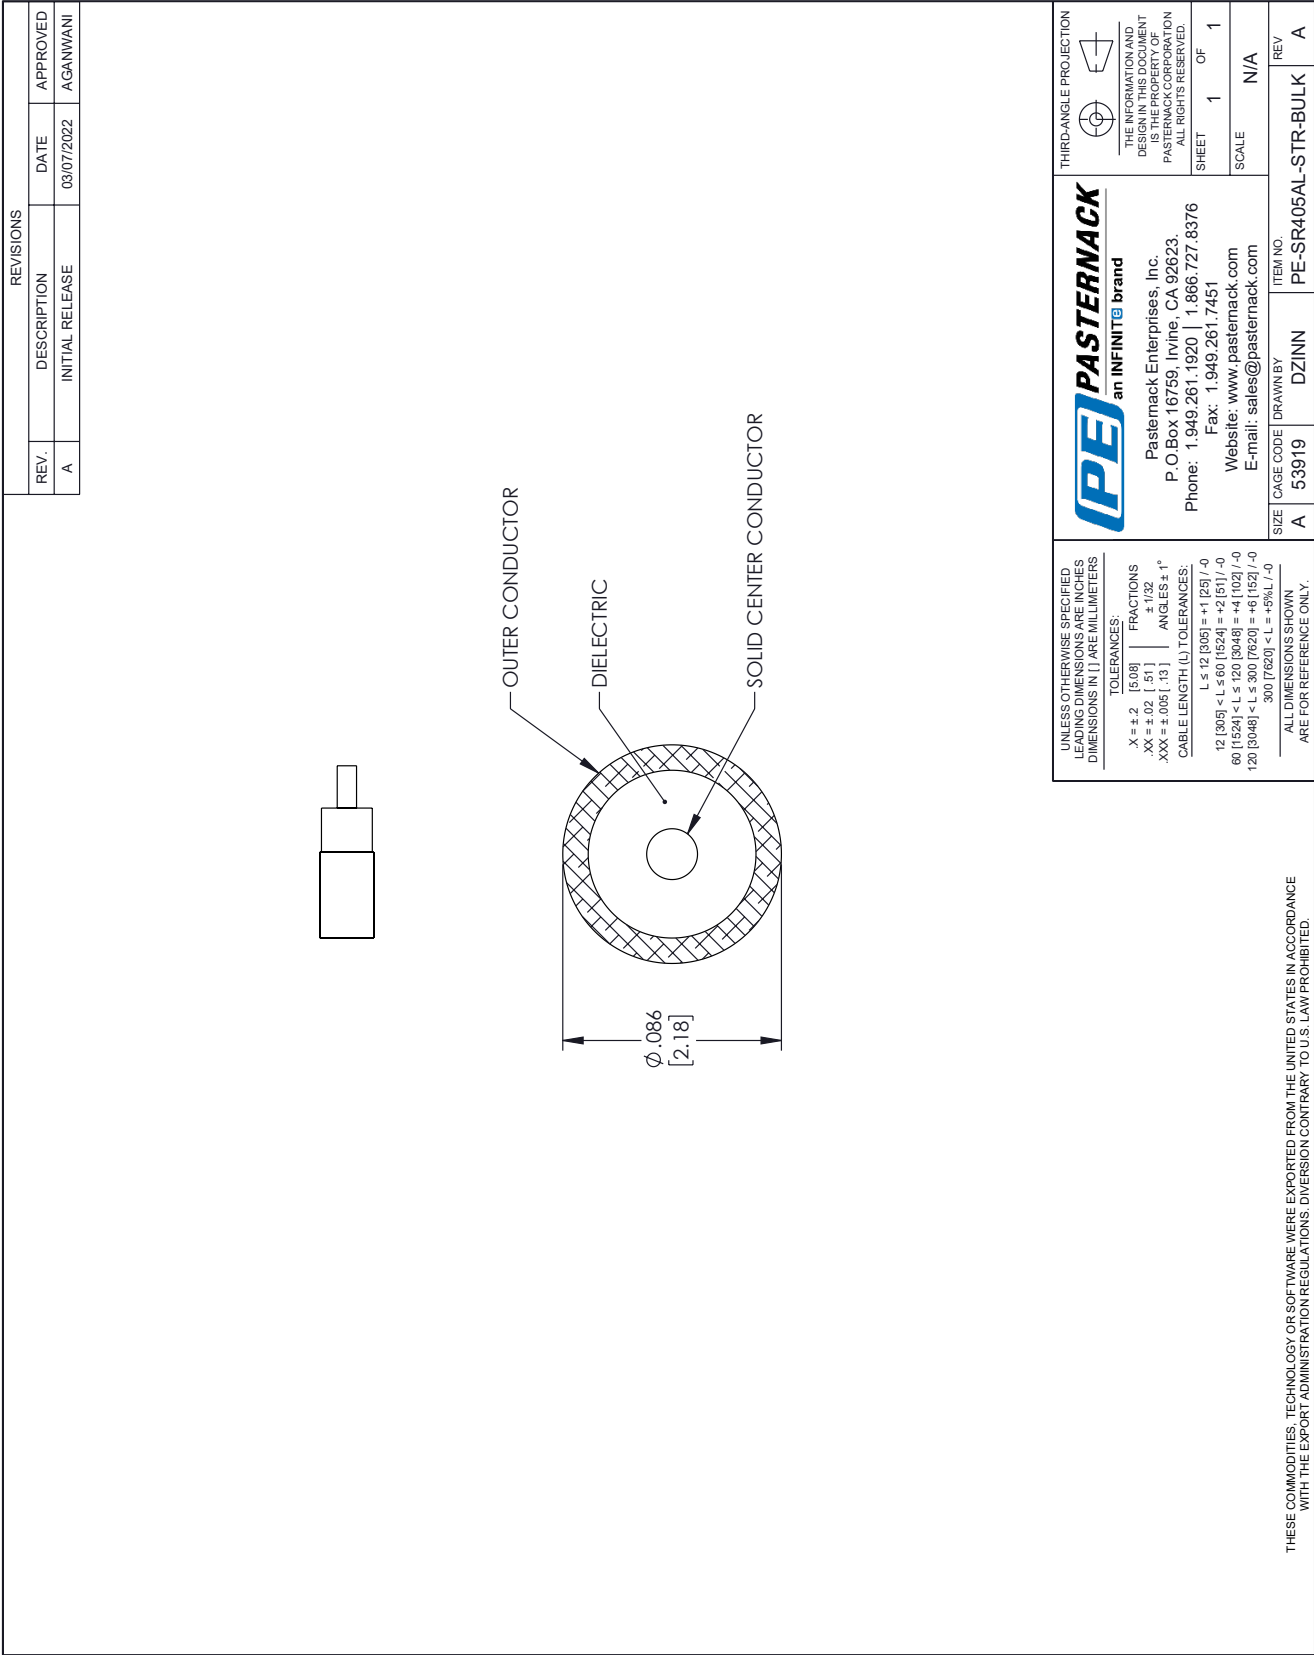 REVISIONS
REV. DESCRIPTION DATE APPROVED
A INITIAL RELEASE 03/07/2022 AGANWANI
OUTER CONDUCTOR
DIELECTRIC
SOLID CENTER CONDUCTOR
Ø.086
[2.18]
UNLESS OTHERWISE SPECIFIED
LEADING DIMENSIONS ARE INCHES
DIMENSIONS IN [ ] ARE MILLIMETERS
TOLERANCES:
.X = ± .2 [5.08] FRACTIONS
.XX = ± .02 [ .51 ] ± 1/32
.XXX = ± .005 [ .13 ] ANGLES ± 1°
CABLE LENGTH (L) TOLERANCES:
L ≤ 12 [305] = +1 [25] / -0
12 [305] < L ≤ 60 [1524] = +2 [51] / -0
60 [1524] < L ≤ 120 [3048] = +4 [102] / -0
120 [3048] < L ≤ 300 [7620] = +6 [152] / -0
300 [7620] < L = +5%L / -0
ALL DIMENSIONS SHOWN
ARE FOR REFERENCE ONLY.
PE PASTERNACK
an INFINITe brand
Pasternack Enterprises, Inc.
P.O.Box 16759, Irvine, CA 92623.
Phone: 1.949.261.1920 | 1.866.727.8376
Fax: 1.949.261.7451
Website: www.pasternack.com
E-mail: sales@pasternack.com
THIRD-ANGLE PROJECTION
THE INFORMATION AND
DESIGN IN THIS DOCUMENT
IS THE PROPERTY OF
PASTERNACK CORPORATION
ALL RIGHTS RESERVED.
SHEET 1 OF 1
SCALE N/A
SIZE A
CAGE CODE 53919
DRAWN BY DZINN
ITEM NO. PE-SR405AL-STR-BULK
REV A
THESE COMMODITIES, TECHNOLOGY OR SOFTWARE WERE EXPORTED FROM THE UNITED STATES IN ACCORDANCE
WITH THE EXPORT ADMINISTRATION REGULATIONS. DIVERSION CONTRARY TO U.S. LAW PROHIBITED.